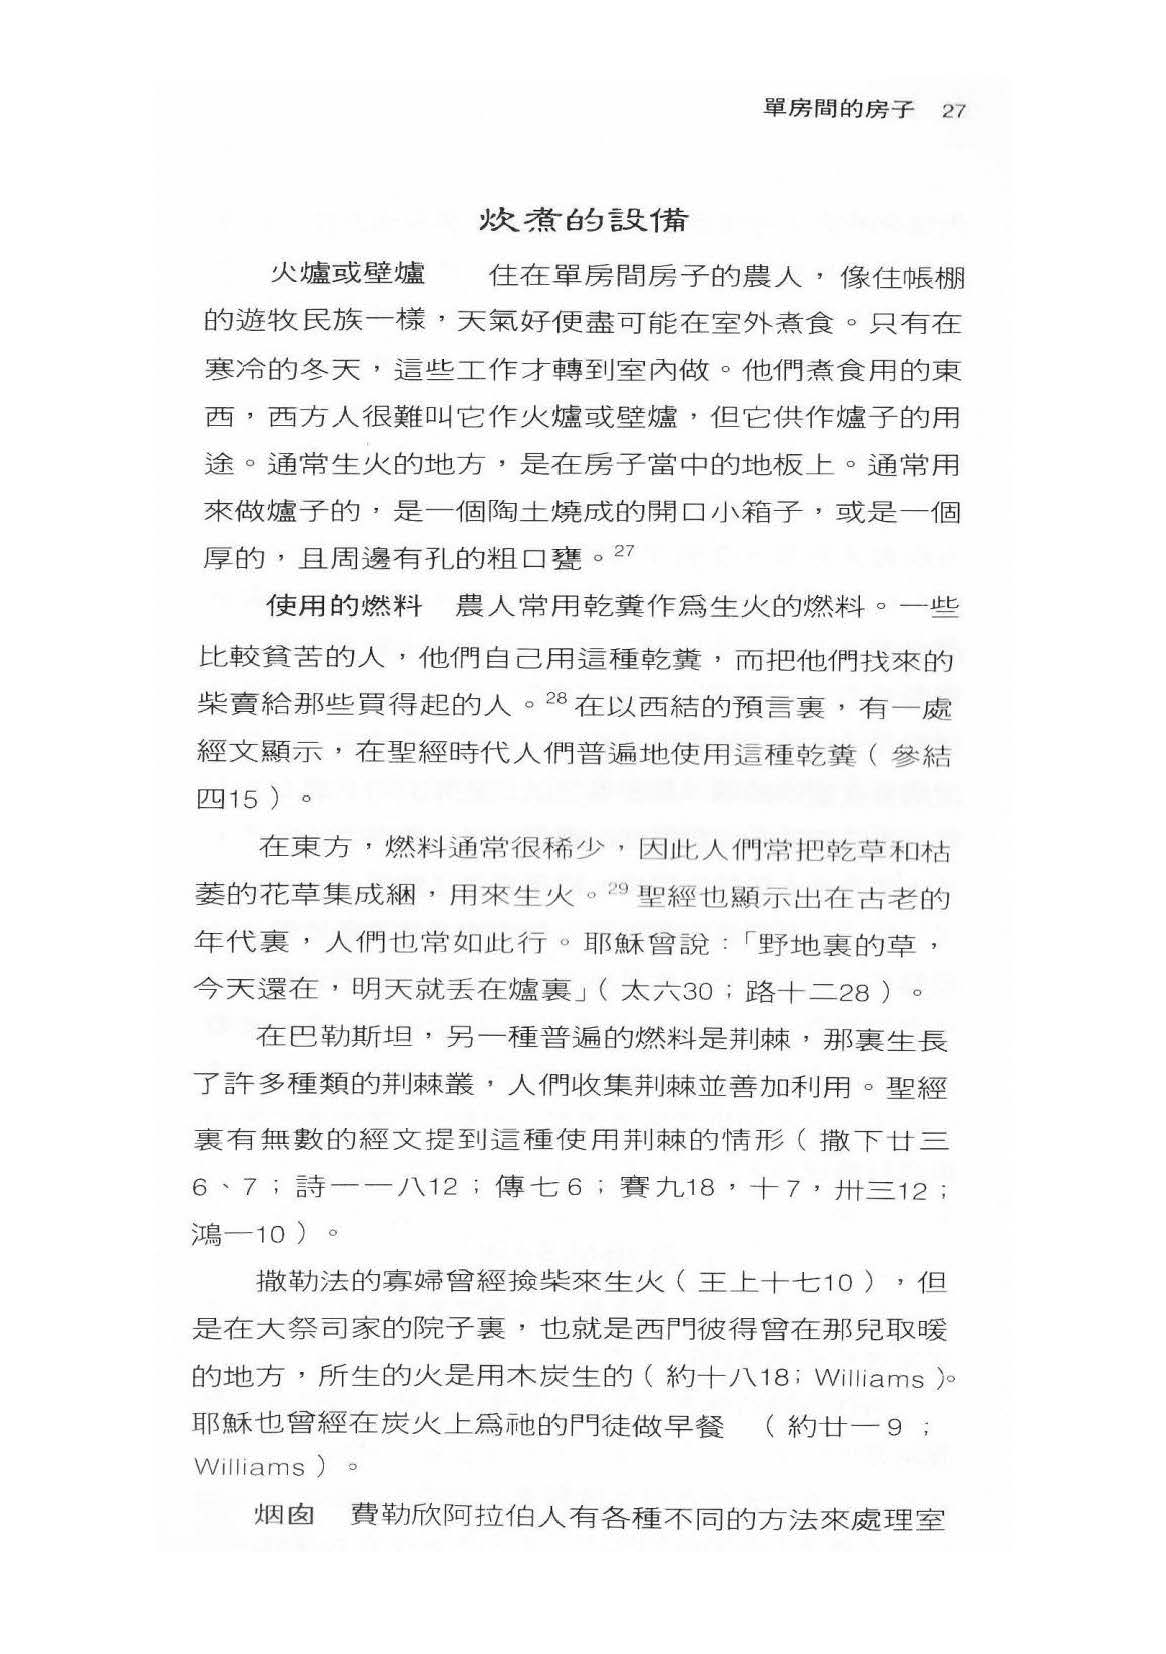 單房間的房子 27
炊煮的設備
火爐或壁爐 住在單房間房子的農人，像住帳棚
的遊牧民族一樣，天氣好便盡可能在室外煮食。只有在
寒冷的冬天，這些工作才轉到室內做。他們煮食用的東
西，西方人很難叫它作火爐或壁爐，但它供作爐子的用
途。通常生火的地方，是在房子當中的地板上。通常用
來做爐子的，是一個陶土燒成的開口小箱子，或是一個
厚的，且周邊有孔的粗口甕。27
使用的燃料 農人常用乾糞作爲生火的燃料。一些
比較貧苦的人，他們自己用這種乾糞，而把他們找來的
柴賣給那些買得起的人。28 在以西結的預言裏，有一處
經文顯示，在聖經時代人們普遍地使用這種乾糞（參結
四15）。
在東方，燃料通常很稀少，因此人們常把乾草和枯
萎的花草集成綑，用來生火。29 聖經也顯示出在古老的
年代裏，人們也常如此行。耶穌曾說：「野地裏的草，
今天還在，明天就丟在爐裏」（太六30；路十二28）。
在巴勒斯坦，另一種普遍的燃料是荆棘，那裏生長
了許多種類的荆棘叢，人們收集荆棘並善加利用。聖經
裏有無數的經文提到這種使用荆棘的情形（撒下廿三
6、7；詩一一八12；傳七6；賽九18，十7，卅三12；
鴻一10）。
撒勒法的寡婦曾經撿柴來生火（王上十七10），但
是在大祭司家的院子裏，也就是西門彼得曾在那兒取暖
的地方，所生的火是用木炭生的（約十八18；Williams）。
耶穌也曾經在炭火上爲祂的門徒做早餐 （約廿一9；
Williams）。
烟囱 費勒欣阿拉伯人有各種不同的方法來處理室